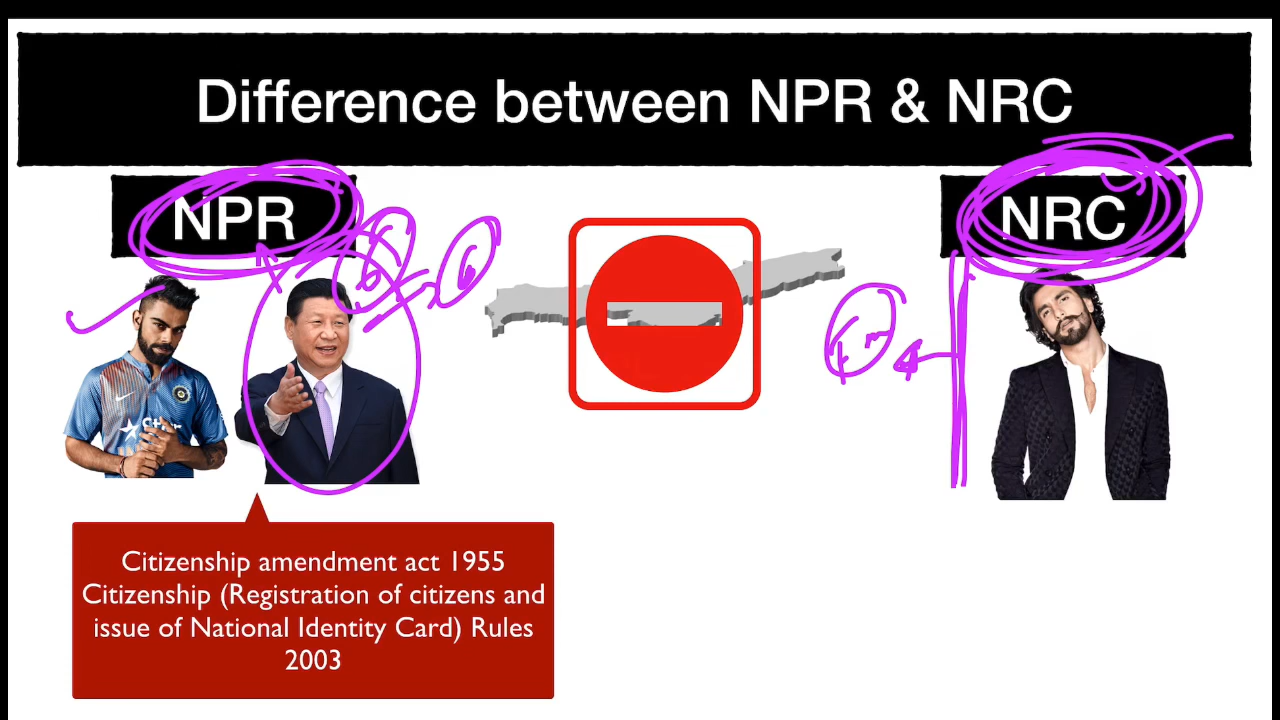 Difference between NPR & NRC
NPR
NRC
Citizenship amendment act 1955
Citizenship (Registration of citizens and
issue of National Identity Card) Rules
2003